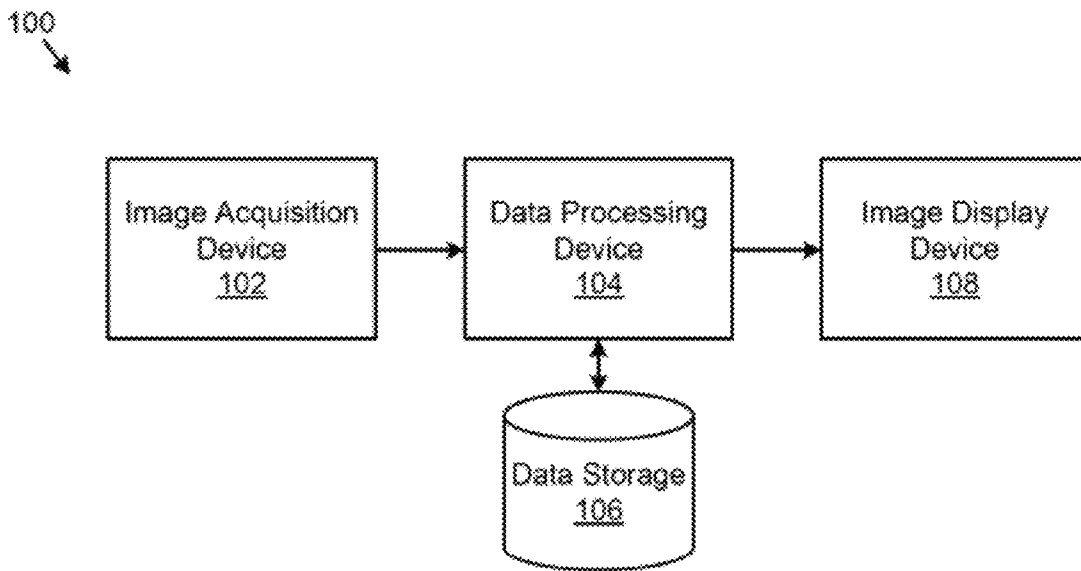 100
Image Acquisition
Device
102
Data Processing
Device
104
Image Display
Device
108
Data Storage
106